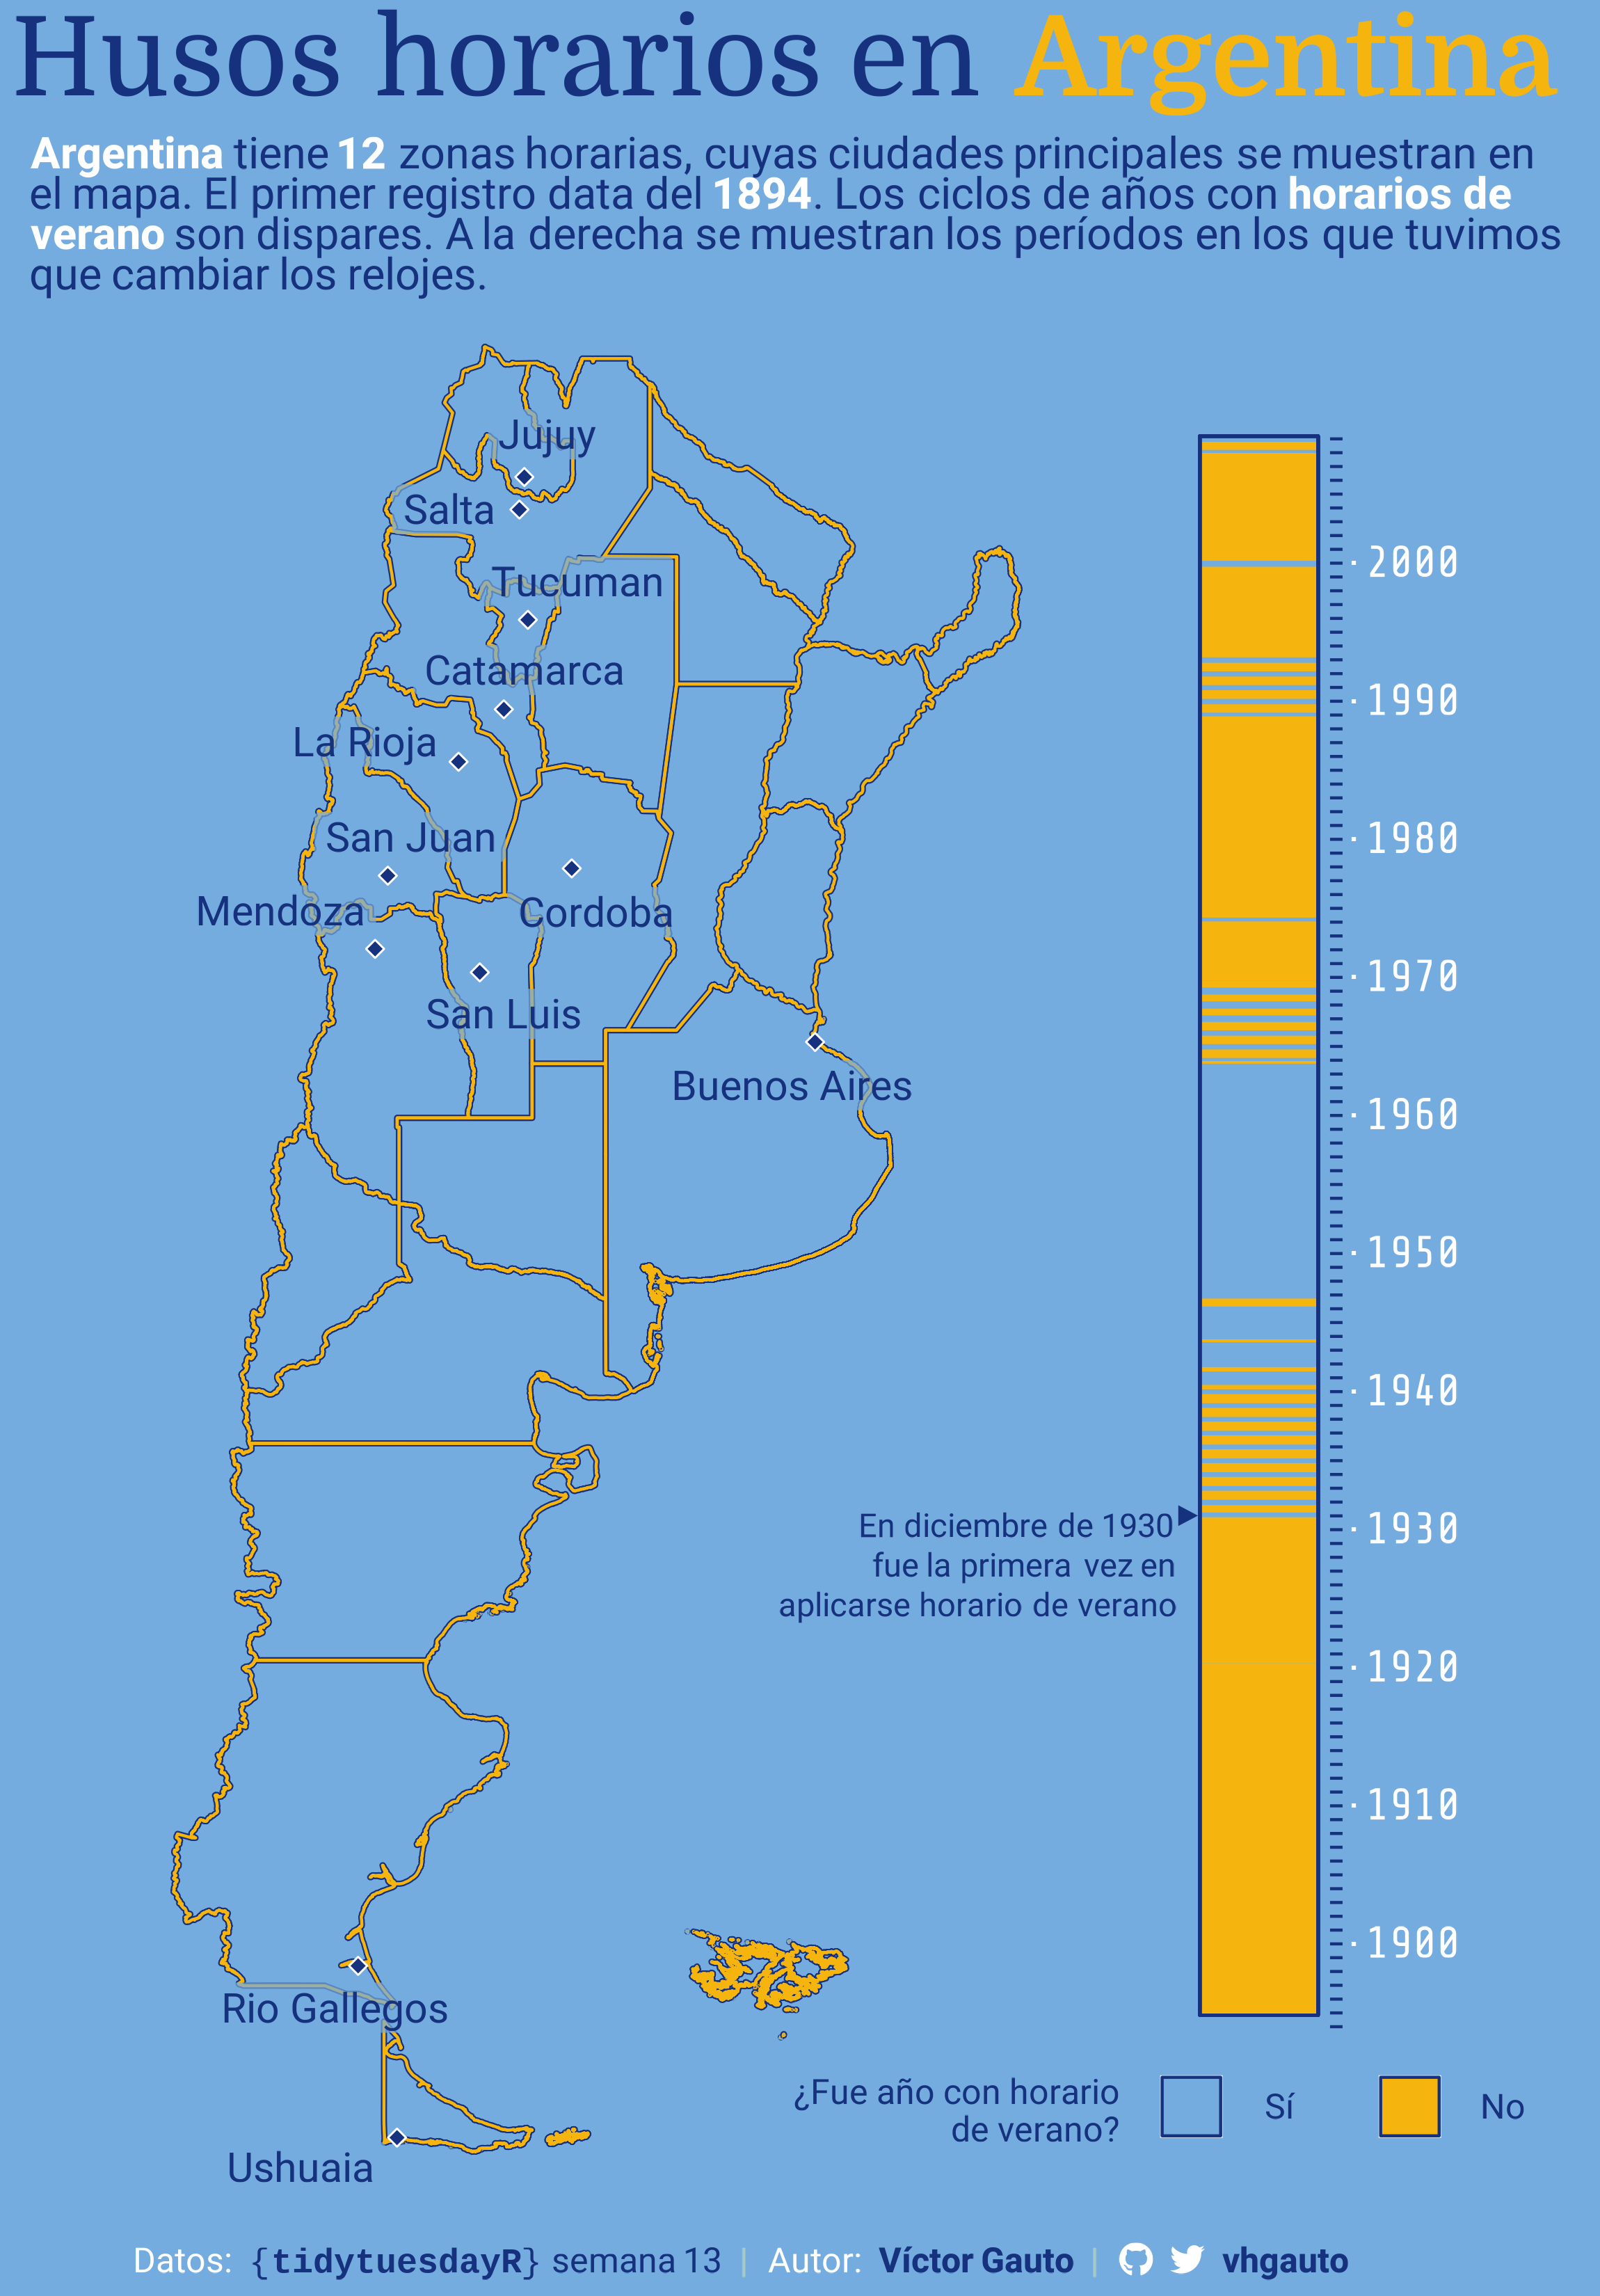 Husos horarios en Argentina
Argentina tiene 12 zonas horarias, cuyas ciudades principales se muestran en
el mapa. El primer registro data del 1894. Los ciclos de años con horarios de
verano son dispares. A la derecha se muestran los períodos en los que tuvimos
que cambiar los relojes.
Jujuy
Salta
Tucuman
Catamarca
La Rioja
San Juan
Mendoza
Cordoba
San Luis
Buenos Aires
Rio Gallegos
Ushuaia
2000
1990
1980
1970
1960
1950
1940
1930
1920
1910
1900
En diciembre de 1930
fue la primera vez en
aplicarse horario de verano
¿Fue año con horario
de verano?
Sí
No
Datos: {tidytuesdayR} semana 13 | Autor: Víctor Gauto | vhgauto